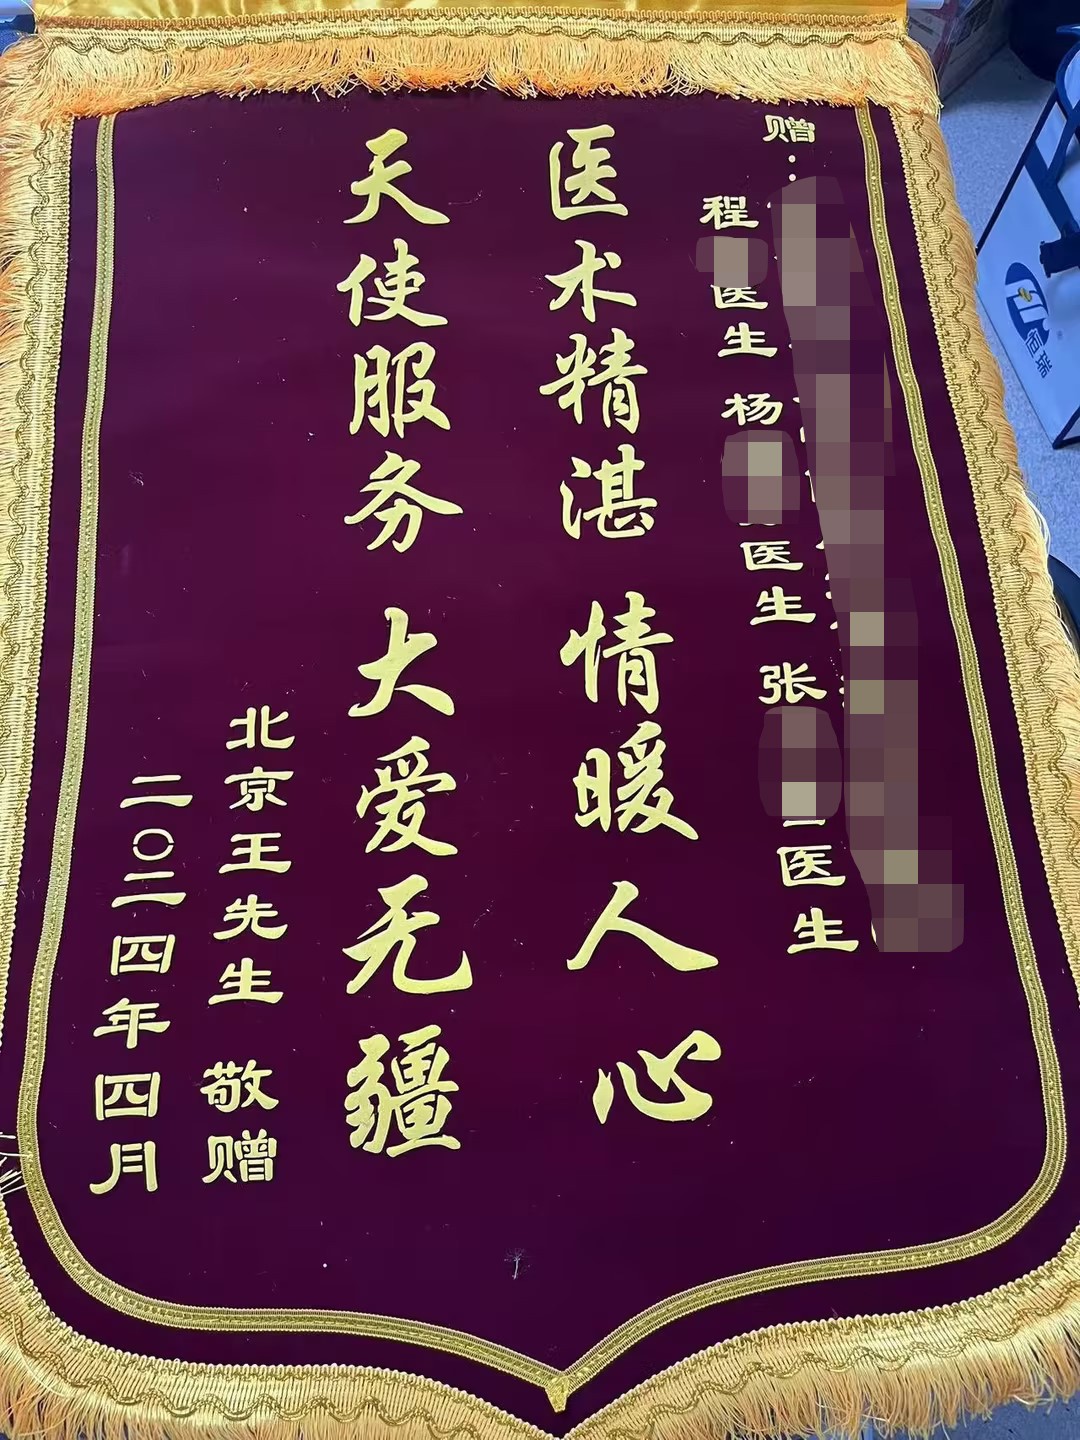 赠：
程医生 杨医生 张医生
医术精湛 情暖人心
天使服务 大爱无疆
北京王先生 敬赠
二〇二四年四月
恒瑞